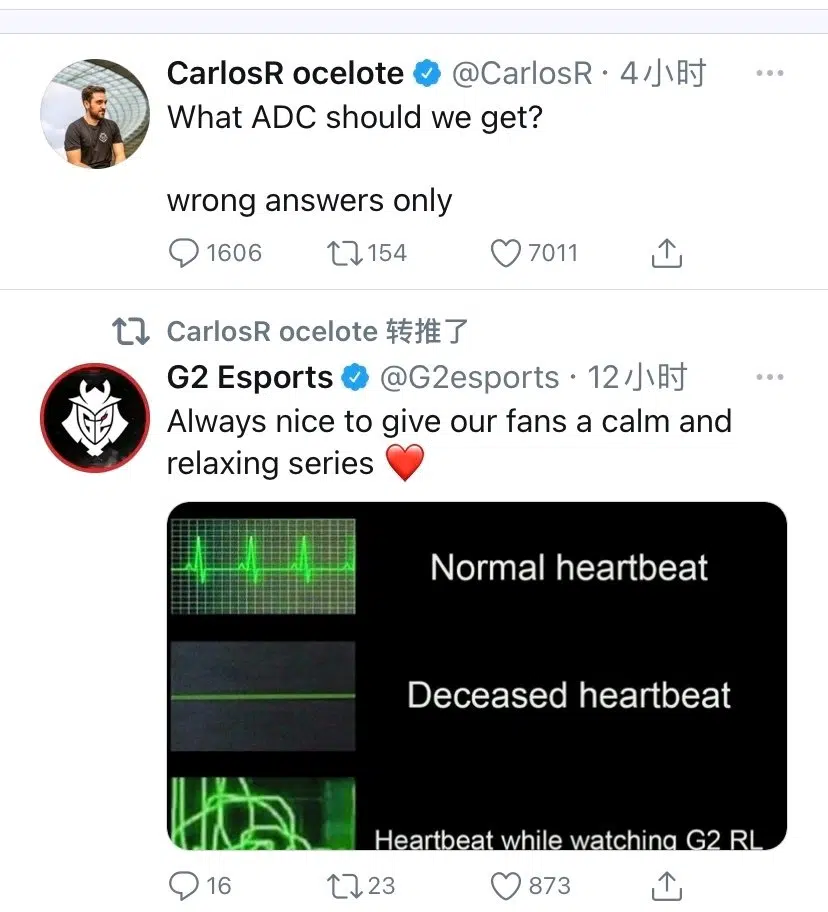 CarlosR ocelote @CarlosR · 4小时
What ADC should we get?
wrong answers only
1606 154 7011
CarlosR ocelote 转推了
G2 Esports @G2esports · 12小时
Always nice to give our fans a calm and
relaxing series ❤️
Normal heartbeat
Deceased heartbeat
Heartbeat while watching G2 RL
16 23 873